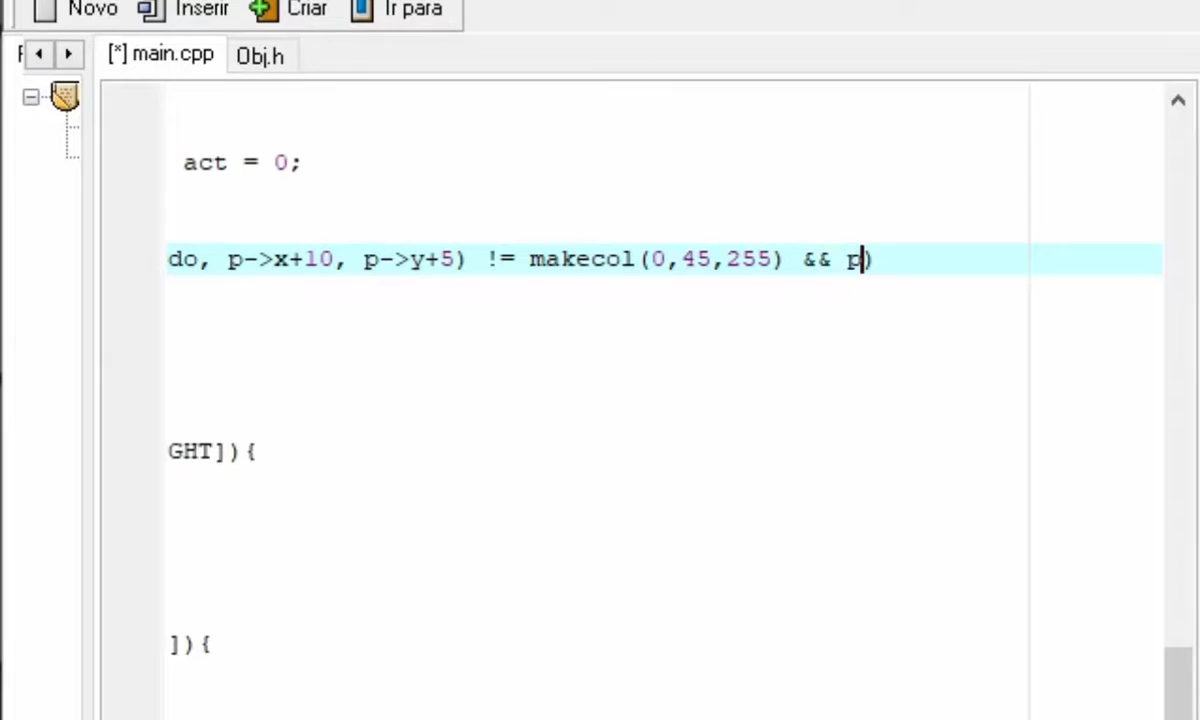 Novo Inserir Criar Ir para
[*] main.cpp Obj.h
act = 0;
do, p->x+10, p->y+5) != makecol(0,45,255) && p)
GHT]){
]){